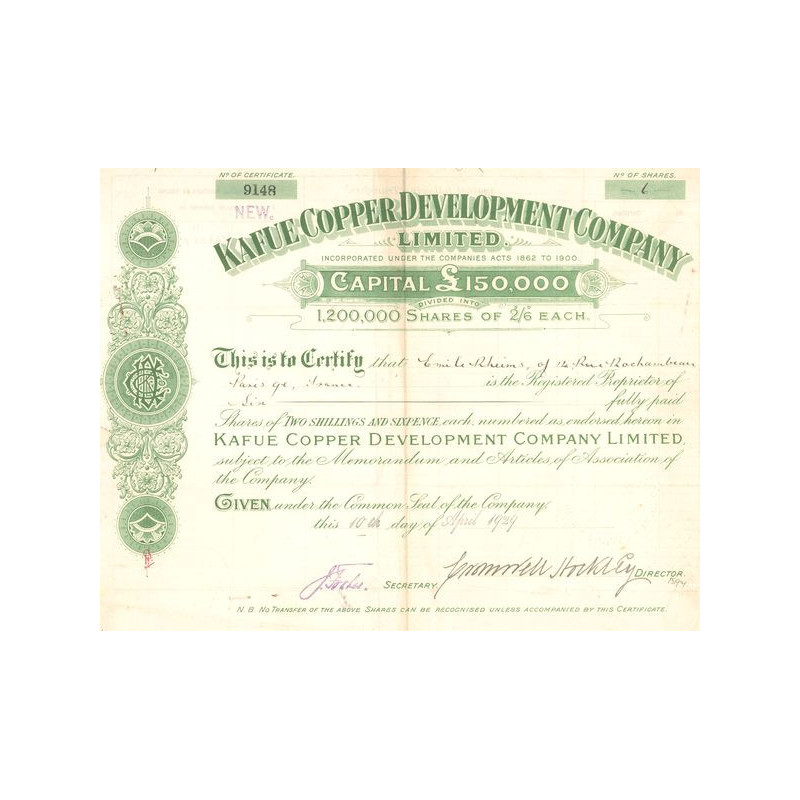 Nº OF CERTIFICATE.
9148
NEW.
Nº OF SHARES.
6
KAFUE COPPER DEVELOPMENT COMPANY
LIMITED.
INCORPORATED UNDER THE COMPANIES ACTS 1862 TO 1900.
CAPITAL £150,000
DIVIDED INTO
1,200,000 SHARES OF 2/6 EACH.
This is to Certify that Emile Rheims, of 14 Rue Rochambeau
Paris 9e, France is the Registered Proprietor of
Six fully paid
Shares of TWO SHILLINGS AND SIXPENCE each, numbered as endorsed hereon in
KAFUE COPPER DEVELOPMENT COMPANY LIMITED,
subject to the Memorandum and Articles of Association of
the Company.
GIVEN under the Common Seal of the Company,
this 10th day of April 1929
SECRETARY. Cromwell Hockley DIRECTOR.
N.B. NO TRANSFER OF THE ABOVE SHARES CAN BE RECOGNISED UNLESS ACCOMPANIED BY THIS CERTIFICATE.